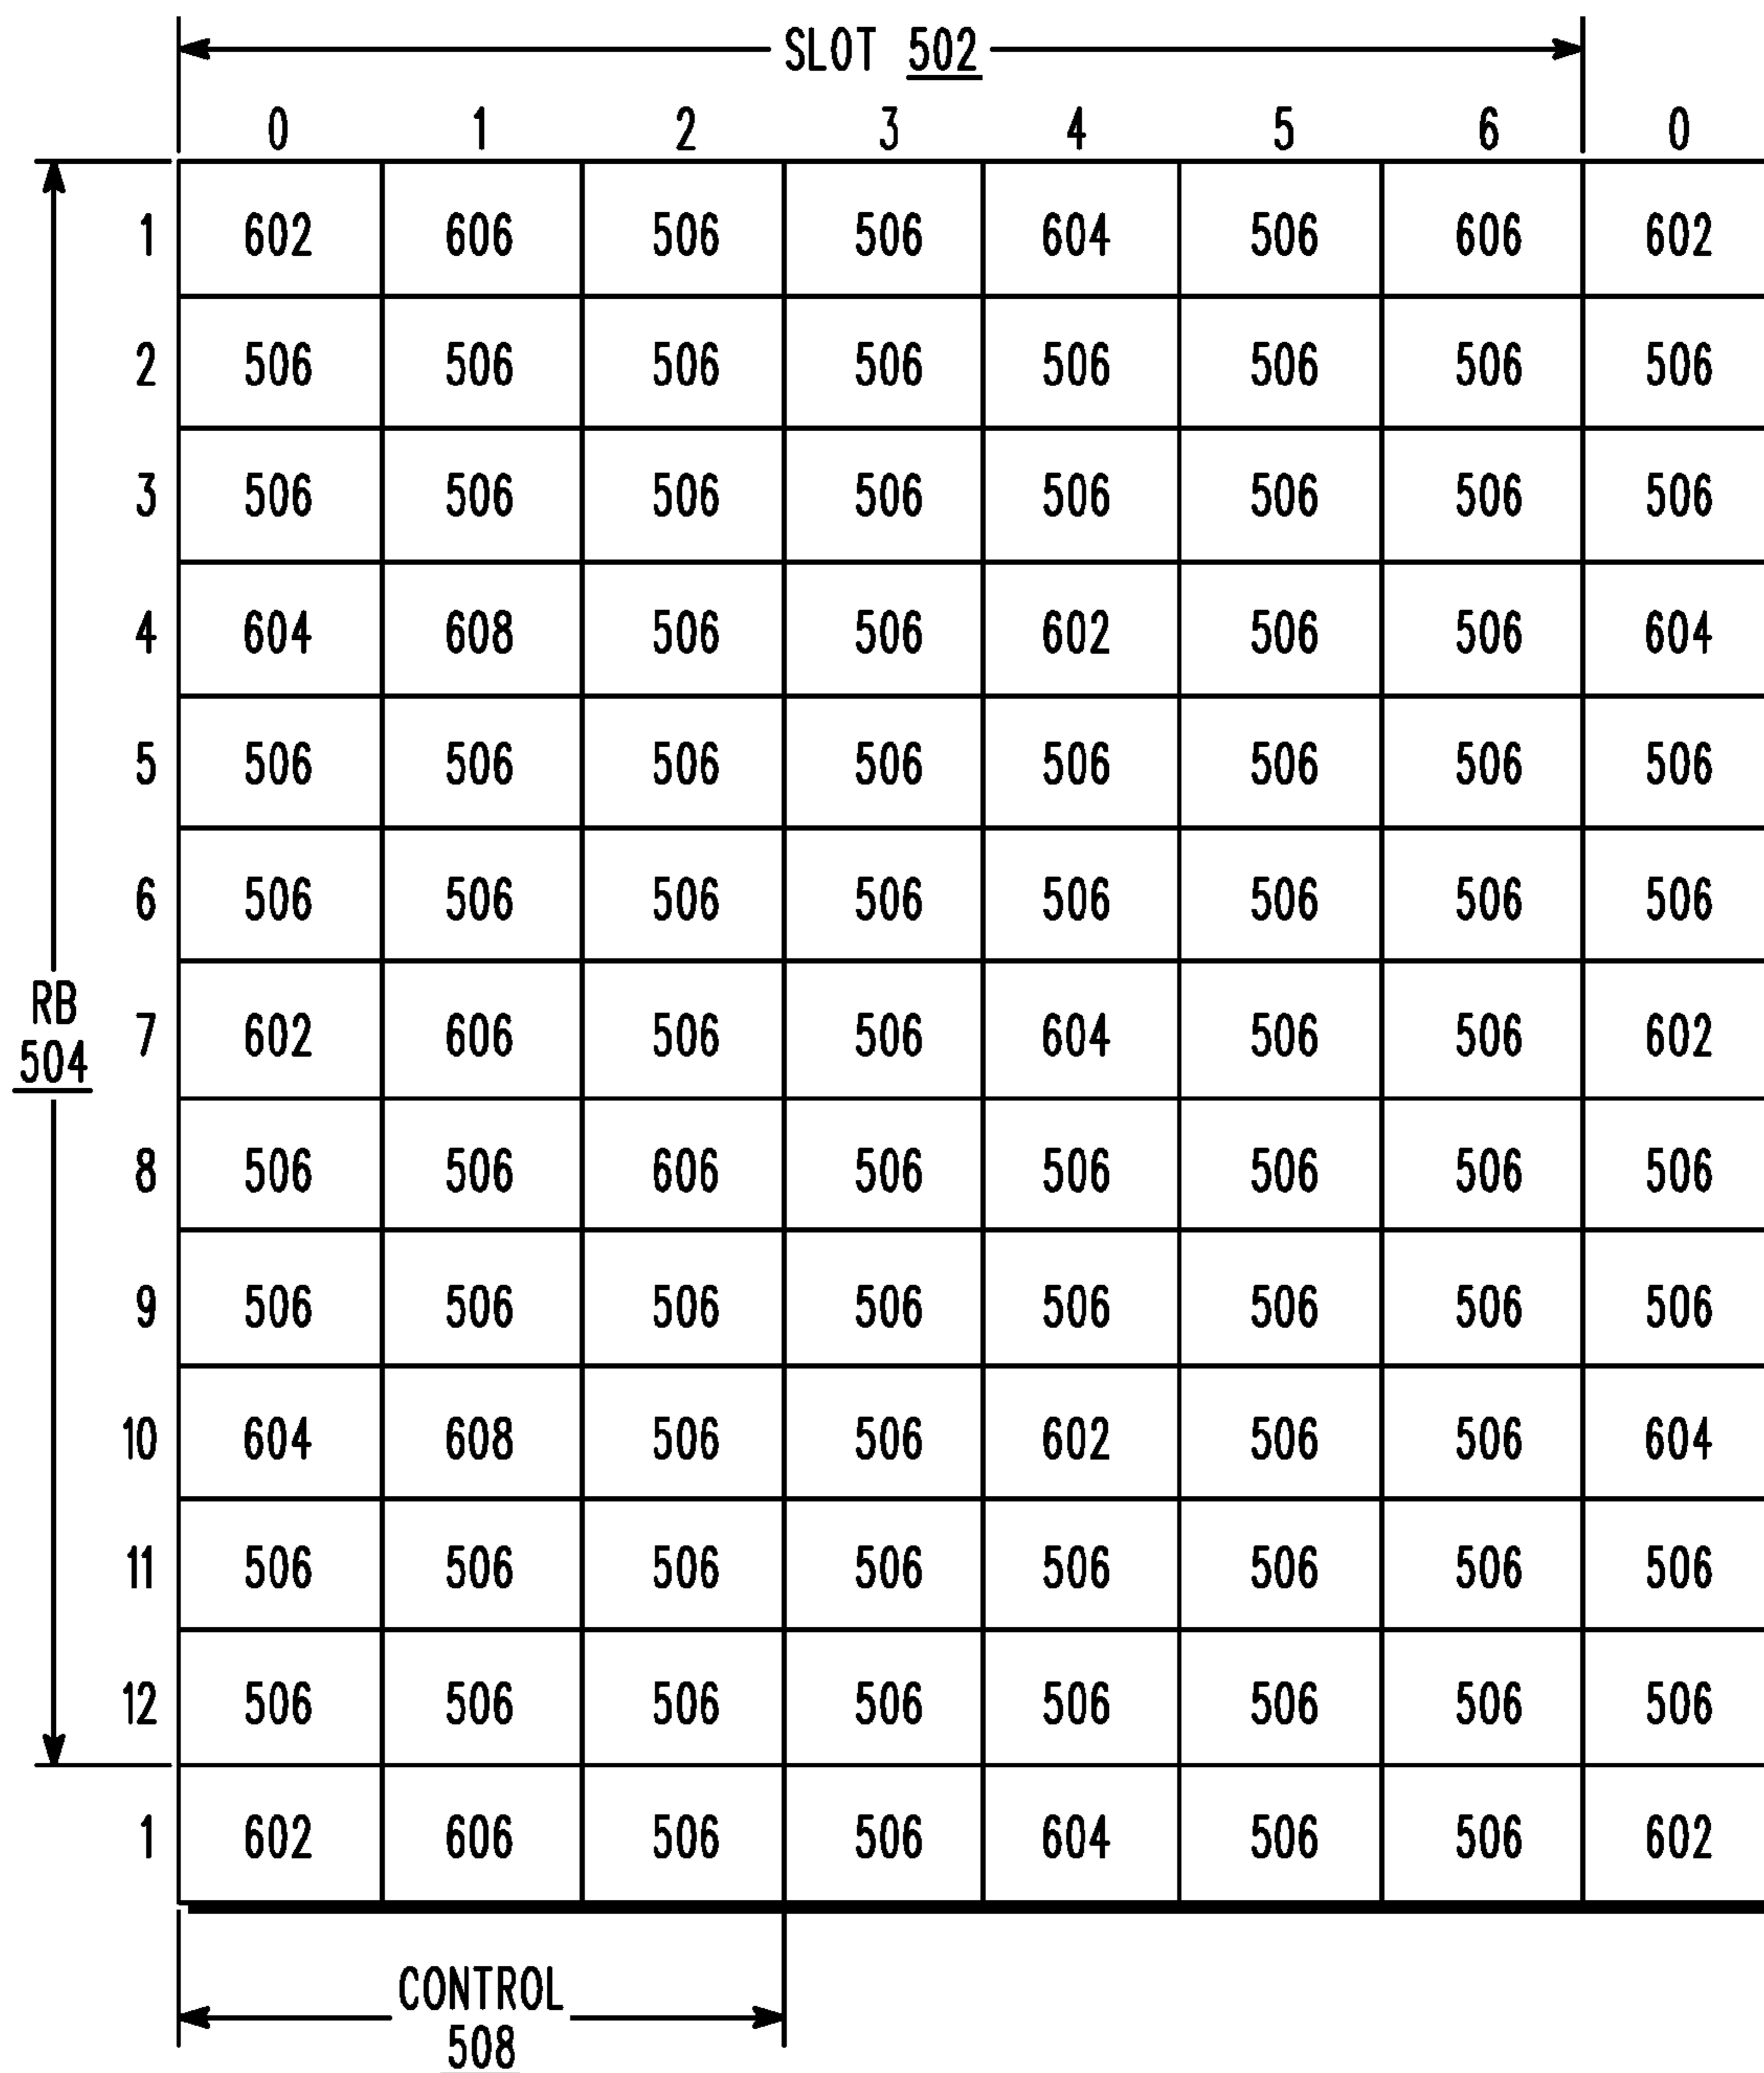 SLOT 502
0 1 2 3 4 5 6 0
1 602 606 506 506 604 506 606 602
2 506 506 506 506 506 506 506 506
3 506 506 506 506 506 506 506 506
4 604 608 506 506 602 506 506 604
5 506 506 506 506 506 506 506 506
6 506 506 506 506 506 506 506 506
RB
504
7 602 606 506 506 604 506 506 602
8 506 506 606 506 506 506 506 506
9 506 506 506 506 506 506 506 506
10 604 608 506 506 602 506 506 604
11 506 506 506 506 506 506 506 506
12 506 506 506 506 506 506 506 506
1 602 606 506 506 604 506 506 602
CONTROL
508